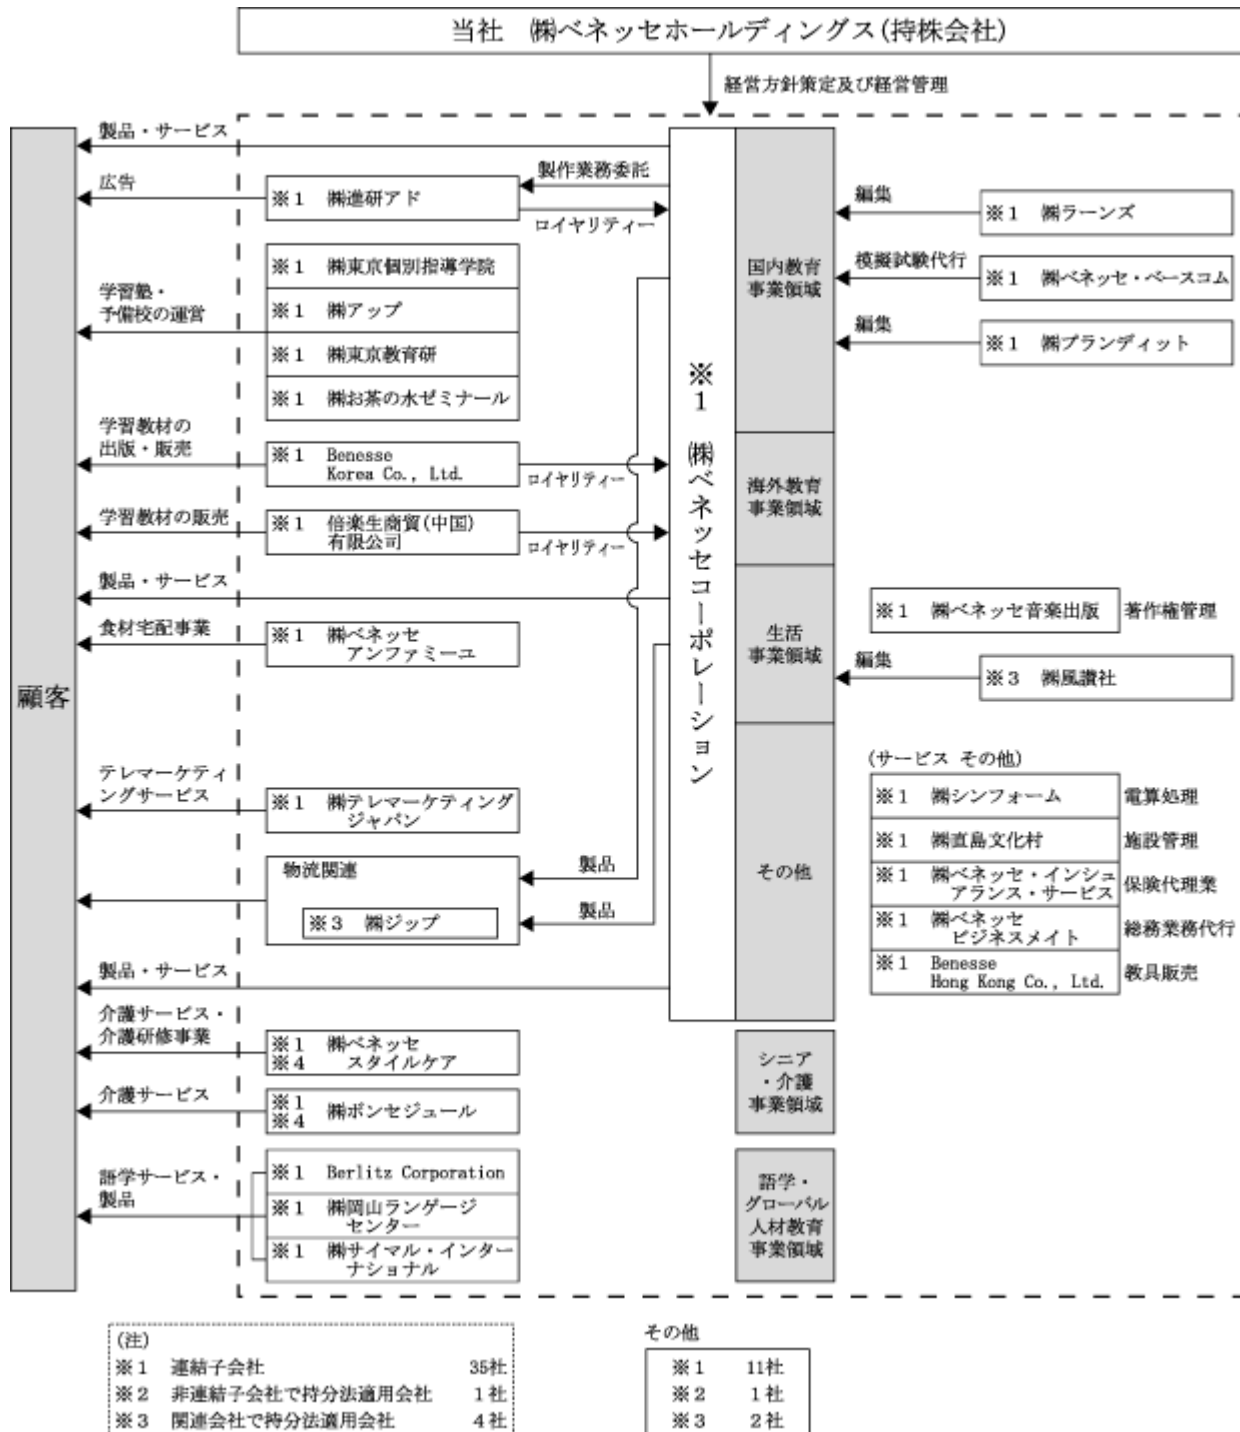 当社 ㈱ベネッセホールディングス(持株会社)
経営方針策定及び経営管理
顧客
製品・サービス
広告
※1 ㈱進研アド
製作業務委託
ロイヤリティー
学習塾・
予備校の運営
※1 ㈱東京個別指導学院
※1 ㈱アップ
※1 ㈱東京教育研
※1 ㈱お茶の水ゼミナール
学習教材の
出版・販売
※1 Benesse
Korea Co., Ltd.
ロイヤリティー
学習教材の販売
※1 倍楽生商貿(中国)
有限公司
ロイヤリティー
製品・サービス
食材宅配事業
※1 ㈱ベネッセ
アンファミーユ
テレマーケティ
ングサービス
※1 ㈱テレマーケティング
ジャパン
物流関連
※3 ㈱ジップ
製品
製品
製品・サービス
介護サービス・
介護研修事業
※1 ㈱ベネッセ
※4 スタイルケア
介護サービス
※1
※4 ㈱ボンセジュール
語学サービス・
製品
※1 Berlitz Corporation
※1 ㈱岡山ランゲージ
センター
※1 ㈱サイマル・インター
ナショナル
※1 ㈱ベネッセコーポレーション
国内教育
事業領域
海外教育
事業領域
生活
事業領域
その他
シニア
・介護
事業領域
語学・
グローバル
人材教育
事業領域
編集
※1 ㈱ラーンズ
模擬試験代行
※1 ㈱ベネッセ・ベースコム
編集
※1 ㈱プランディット
※1 ㈱ベネッセ音楽出版 著作権管理
編集
※3 ㈱風讃社
(サービス その他)
※1 ㈱シンフォーム 電算処理
※1 ㈱直島文化村 施設管理
※1 ㈱ベネッセ・インシュ
アランス・サービス 保険代理業
※1 ㈱ベネッセ
ビジネスメイト 総務業務代行
※1 Benesse
Hong Kong Co., Ltd. 教具販売
(注)
※1 連結子会社 35社
※2 非連結子会社で持分法適用会社 1社
※3 関連会社で持分法適用会社 4社
その他
※1 11社
※2 1社
※3 2社